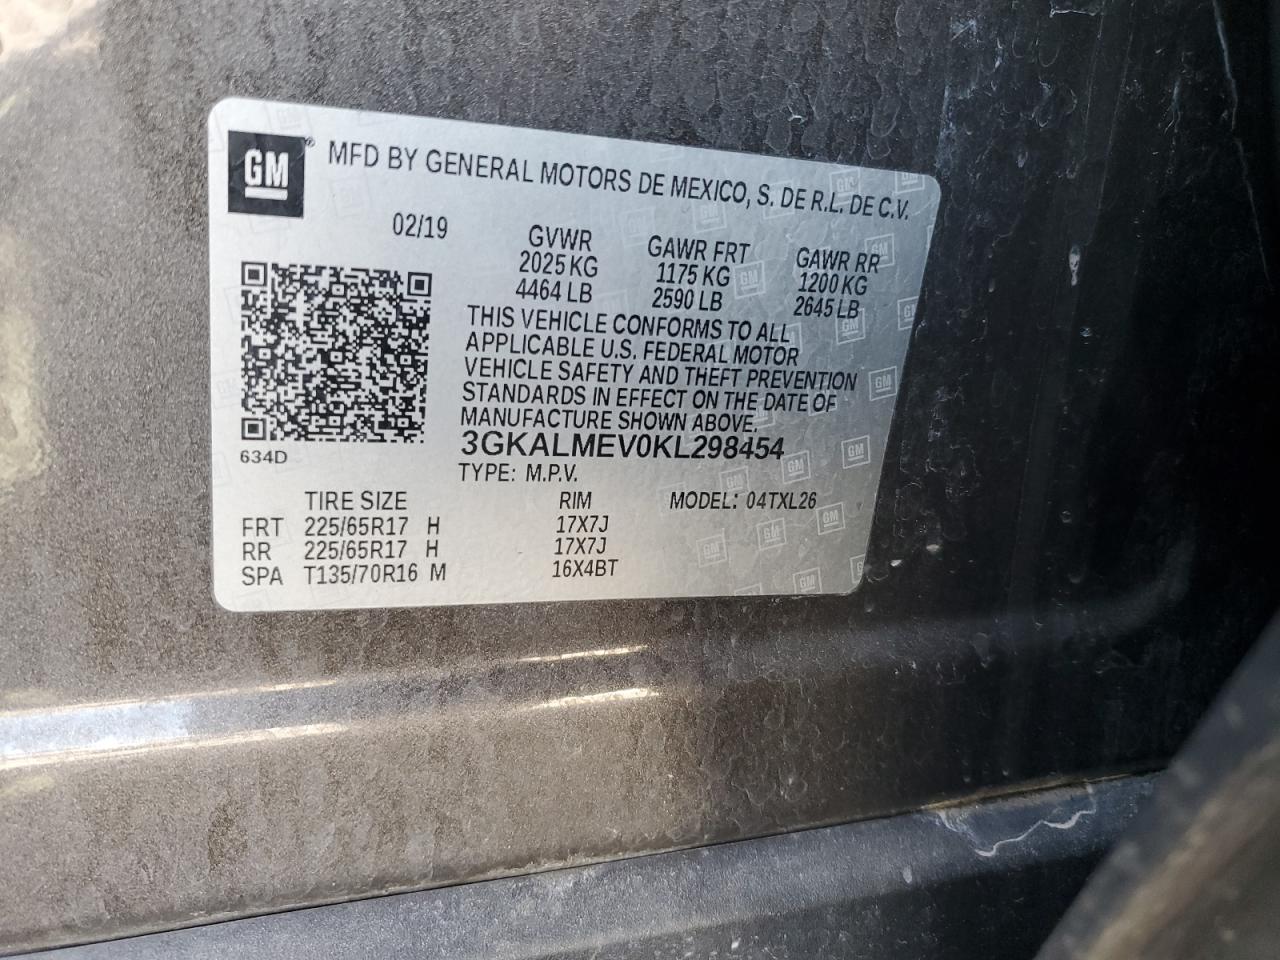 GM ® MFD BY GENERAL MOTORS DE MEXICO, S. DE R.L. DE C.V.
02/19
GVWR GAWR FRT GAWR RR
2025 KG 1175 KG 1200 KG
4464 LB 2590 LB 2645 LB
THIS VEHICLE CONFORMS TO ALL
APPLICABLE U.S. FEDERAL MOTOR
VEHICLE SAFETY AND THEFT PREVENTION
STANDARDS IN EFFECT ON THE DATE OF
MANUFACTURE SHOWN ABOVE.
634D
3GKALMEV0KL298454
TYPE: M.P.V.
TIRE SIZE RIM MODEL: 04TXL26
FRT 225/65R17 H 17X7J
RR 225/65R17 H 17X7J
SPA T135/70R16 M 16X4BT